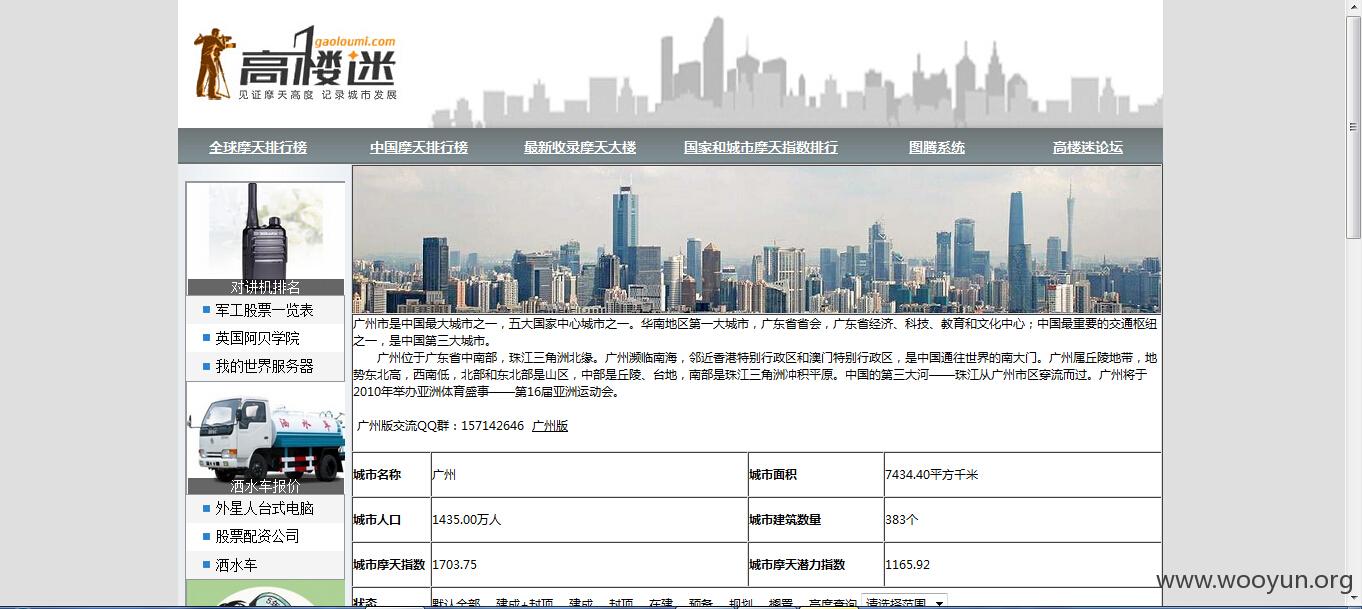 gaoloumi.com
高楼迷
见证摩天高度 记录城市发展
全球摩天排行榜 中国摩天排行榜 最新收录摩天大楼 国家和城市摩天指数排行 图腾系统 高楼迷论坛
对讲机排名
军工股票一览表
英国阿贝学院
我的世界服务器
洒水车
洒水车报价
外星人台式电脑
股票配资公司
洒水车
广州市是中国最大城市之一，五大国家中心城市之一。华南地区第一大城市，广东省省会，广东省经济、科技、教育和文化中心；中国最重要的交通枢纽
之一，是中国第三大城市。
广州位于广东省中南部，珠江三角洲北缘。广州濒临南海，邻近香港特别行政区和澳门特别行政区，是中国通往世界的南大门。广州属丘陵地带，地
势东北高，西南低，北部和东北部是山区，中部是丘陵、台地，南部是珠江三角洲冲积平原。中国的第三大河——珠江从广州市区穿流而过。广州将于
2010年举办亚洲体育盛事——第16届亚洲运动会。
广州版交流QQ群：157142646 广州版
城市名称 广州 城市面积 7434.40平方千米
城市人口 1435.00万人 城市建筑数量 383个
城市摩天指数 1703.75 城市摩天潜力指数 1165.92
状态 默认全部 建成+封顶 建成 封顶 在建 预备 规划 搁置 高度查询 请选择范围
www.wooyun.org